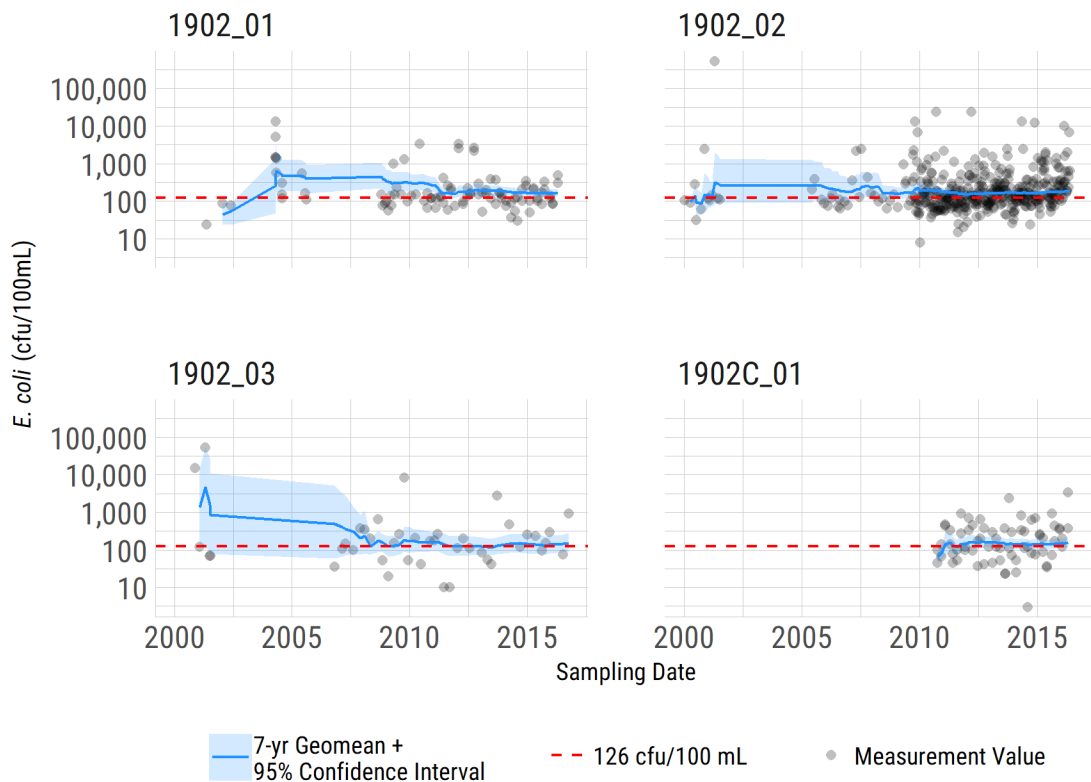 1902_01
1902_02
100,000
10,000
1,000
100
10
E. coli (cfu/100mL)
1902_03
1902C_01
100,000
10,000
1,000
100
10
2000 2005 2010 2015
2000 2005 2010 2015
Sampling Date
7-yr Geomean +
95% Confidence Interval
126 cfu/100 mL
Measurement Value